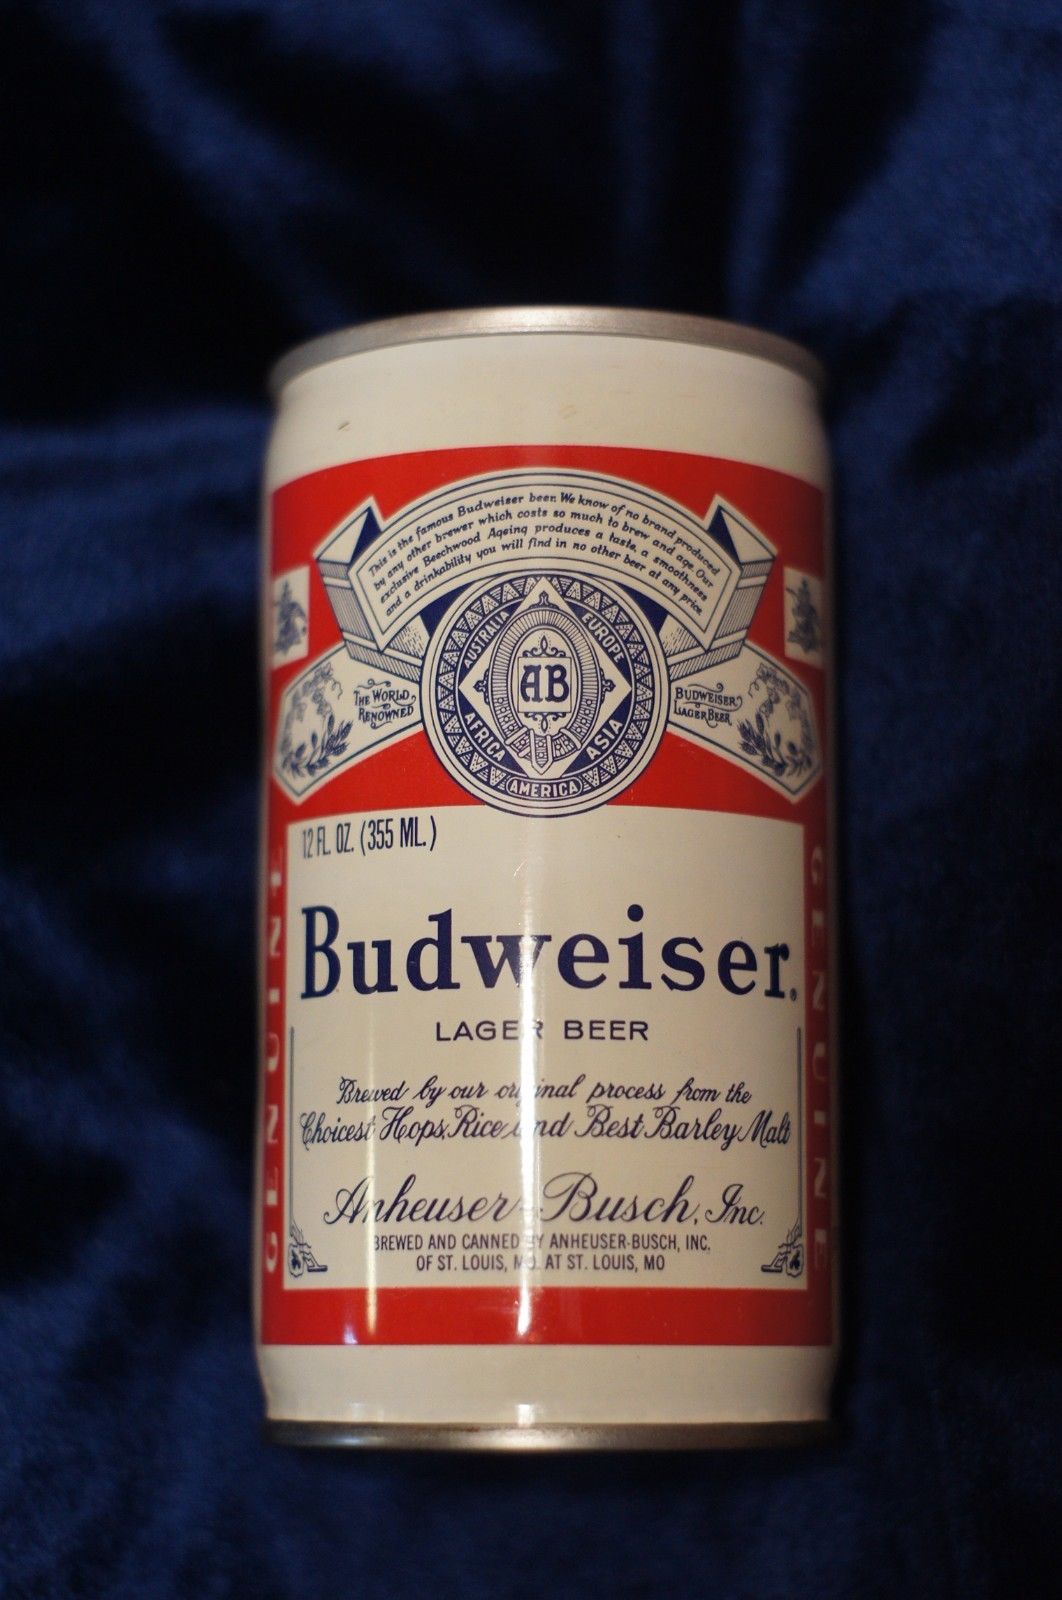 This is the famous Budweiser beer. We know of no brand produced
by any other brewer which costs so much to brew and age. Our
exclusive Beechwood Ageing produces a taste, a smoothness
and a drinkability you will find in no other beer at any price.
AUSTRALIA
EUROPE
THE WORLD
RENOWNED
AB
BUDWEISER
LAGER BEER
AFRICA
ASIA
AMERICA
12 FL. OZ. (355 ML.)
Budweiser®
LAGER BEER
Brewed by our original process from the
Choicest Hops, Rice and Best Barley Malt
Anheuser-Busch, Inc.
BREWED AND CANNED BY ANHEUSER-BUSCH, INC.
OF ST. LOUIS, MO. AT ST. LOUIS, MO
GENUINE
GENUINE